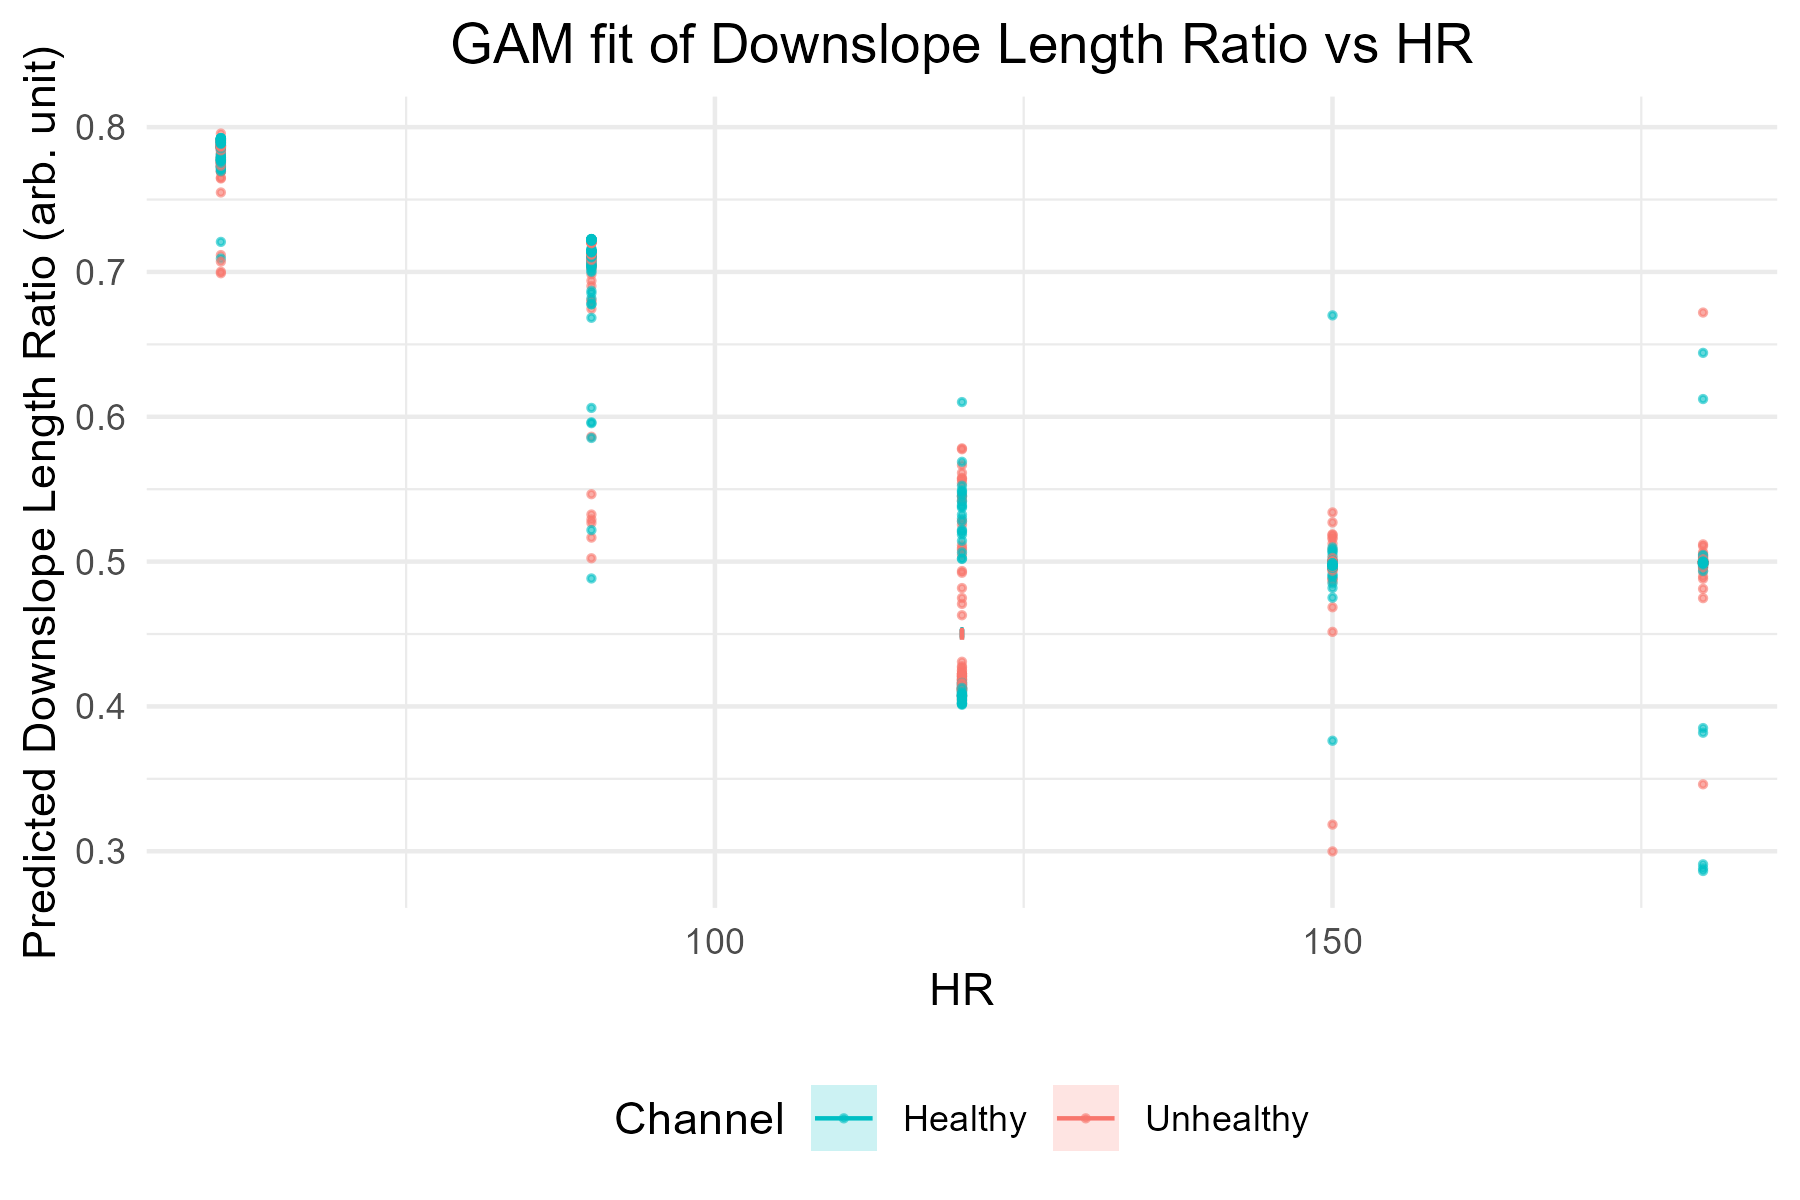 GAM fit of Downslope Length Ratio vs HR
Predicted Downslope Length Ratio (arb. unit)
0.8
0.7
0.6
0.5
0.4
0.3
100
150
HR
Channel
Healthy
Unhealthy